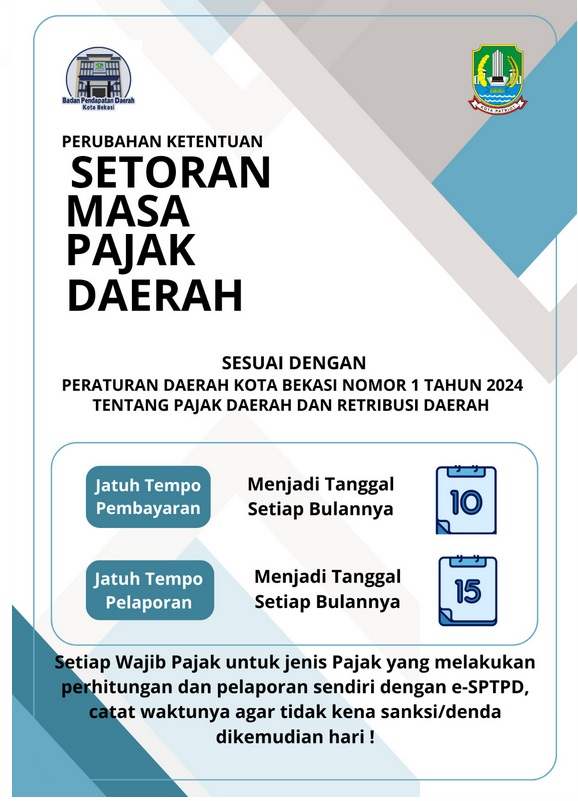 Badan Pendapatan Daerah
Kota Bekasi
KOTA PATRIOT
PERUBAHAN KETENTUAN
SETORAN
MASA
PAJAK
DAERAH
SESUAI DENGAN
PERATURAN DAERAH KOTA BEKASI NOMOR 1 TAHUN 2024
TENTANG PAJAK DAERAH DAN RETRIBUSI DAERAH
Jatuh Tempo
Pembayaran
Menjadi Tanggal
Setiap Bulannya
10
Jatuh Tempo
Pelaporan
Menjadi Tanggal
Setiap Bulannya
15
Setiap Wajib Pajak untuk jenis Pajak yang melakukan
perhitungan dan pelaporan sendiri dengan e-SPTPD,
catat waktunya agar tidak kena sanksi/denda
dikemudian hari !